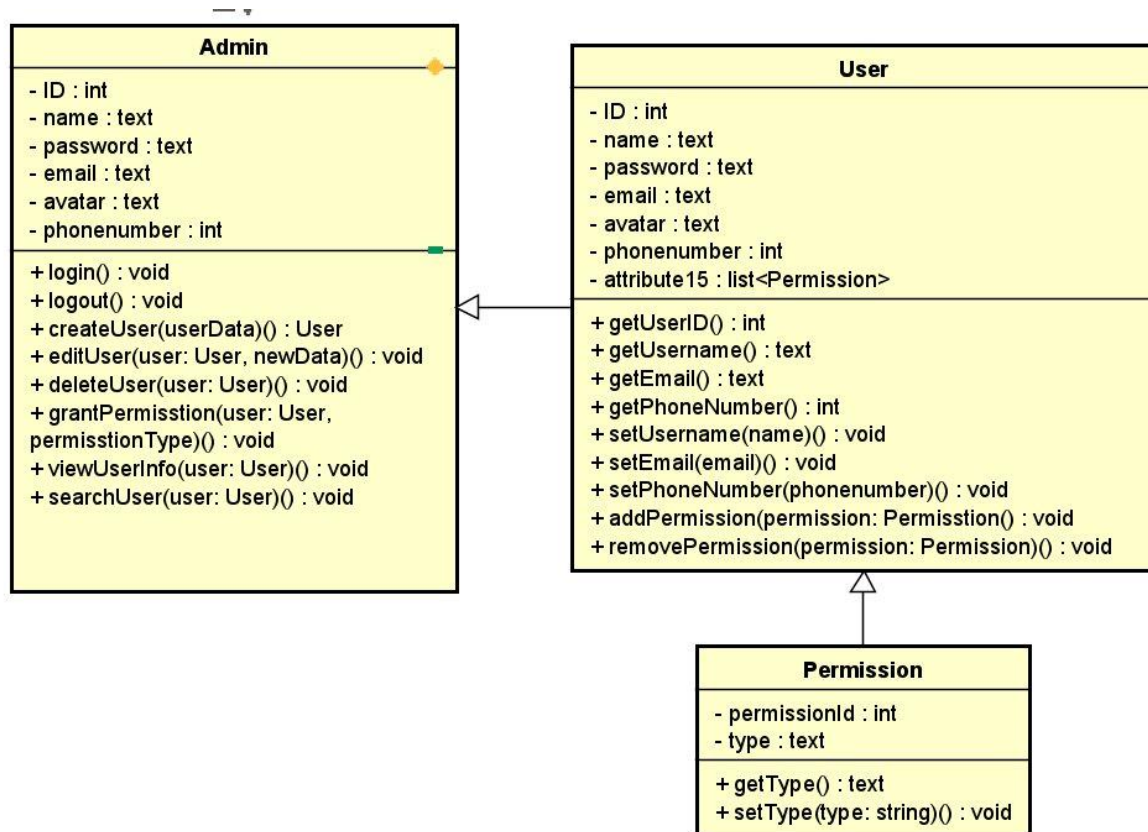 Admin
- ID : int
- name : text
- password : text
- email : text
- avatar : text
- phonenumber : int
+ login() : void
+ logout() : void
+ createUser(userData)() : User
+ editUser(user: User, newData)() : void
+ deleteUser(user: User)() : void
+ grantPermisstion(user: User,
permisstionType)() : void
+ viewUserInfo(user: User)() : void
+ searchUser(user: User)() : void
User
- ID : int
- name : text
- password : text
- email : text
- avatar : text
- phonenumber : int
- attribute15 : list<Permission>
+ getUserID() : int
+ getUsername() : text
+ getEmail() : text
+ getPhoneNumber() : int
+ setUsername(name)() : void
+ setEmail(email)() : void
+ setPhoneNumber(phonenumber)() : void
+ addPermission(permission: Permisstion() : void
+ removePermission(permission: Permission)() : void
Permission
- permissionId : int
- type : text
+ getType() : text
+ setType(type: string)() : void